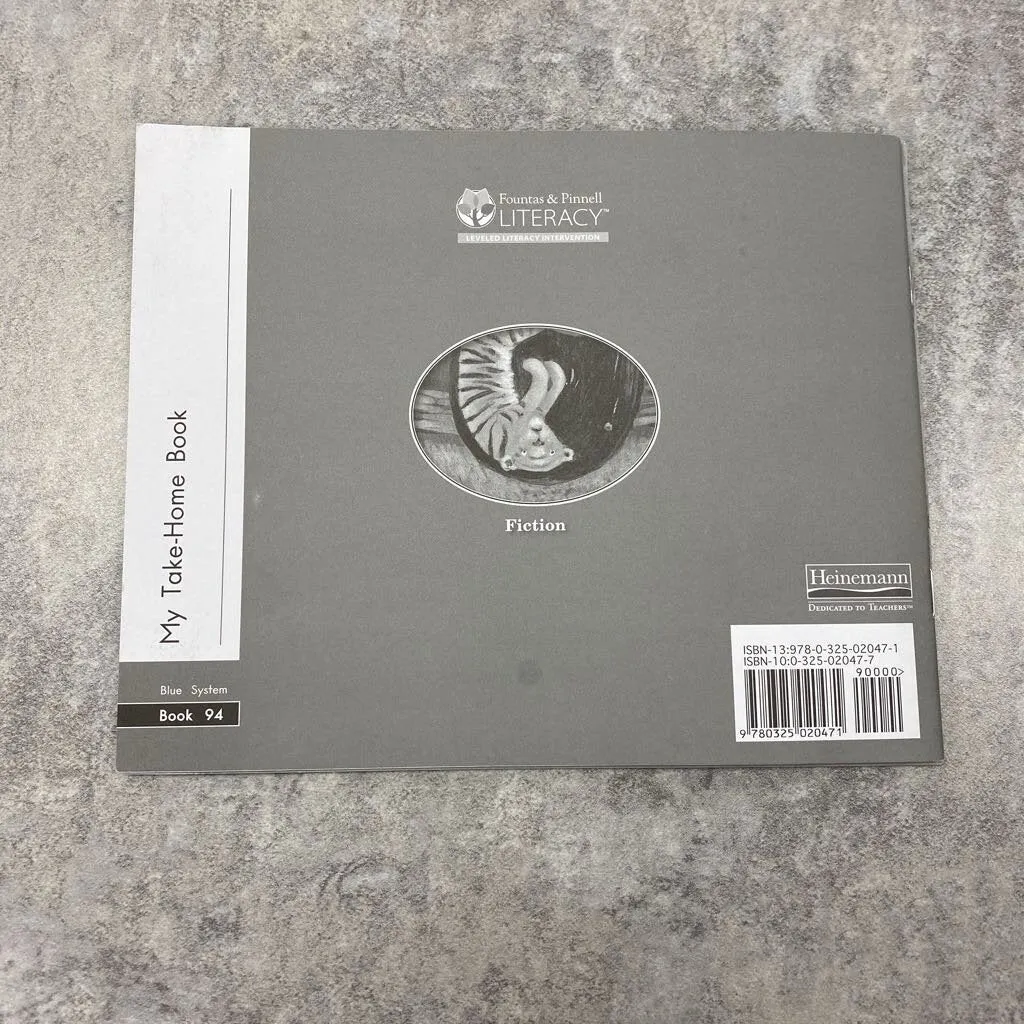 Fountas & Pinnell
LITERACY™
LEVELED LITERACY INTERVENTION
My Take-Home Book
Fiction
Heinemann
DEDICATED TO TEACHERS™
Blue System
Book 94
ISBN-13:978-0-325-02047-1
ISBN-10:0-325-02047-7
90000>
9 780325 020471